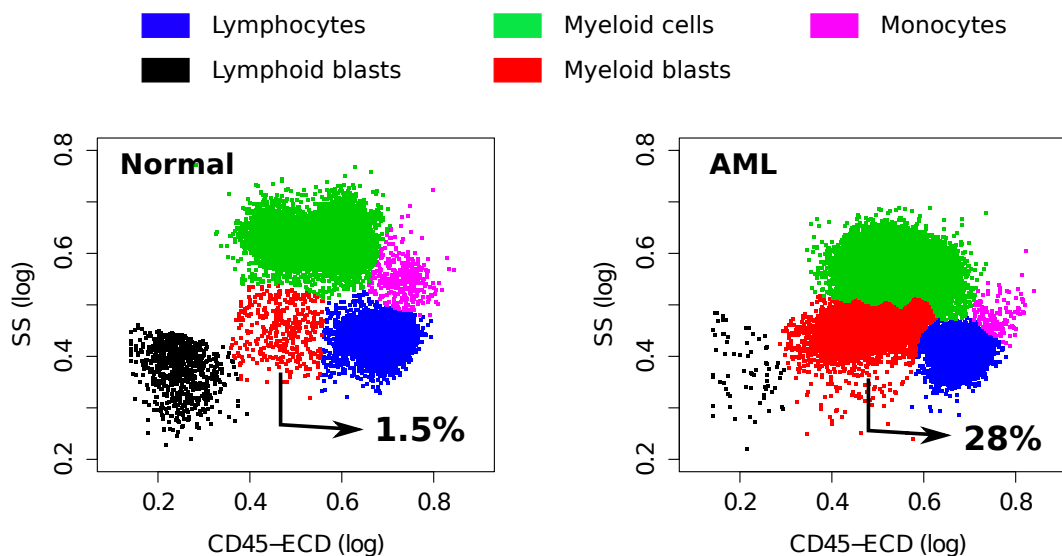 Lymphocytes Myeloid cells Monocytes
Lymphoid blasts Myeloid blasts
Normal
0.8
0.6
0.4
0.2
SS (log)
1.5%
0.2 0.4 0.6 0.8
CD45−ECD (log)
AML
0.8
0.6
0.4
0.2
SS (log)
28%
0.2 0.4 0.6 0.8
CD45−ECD (log)